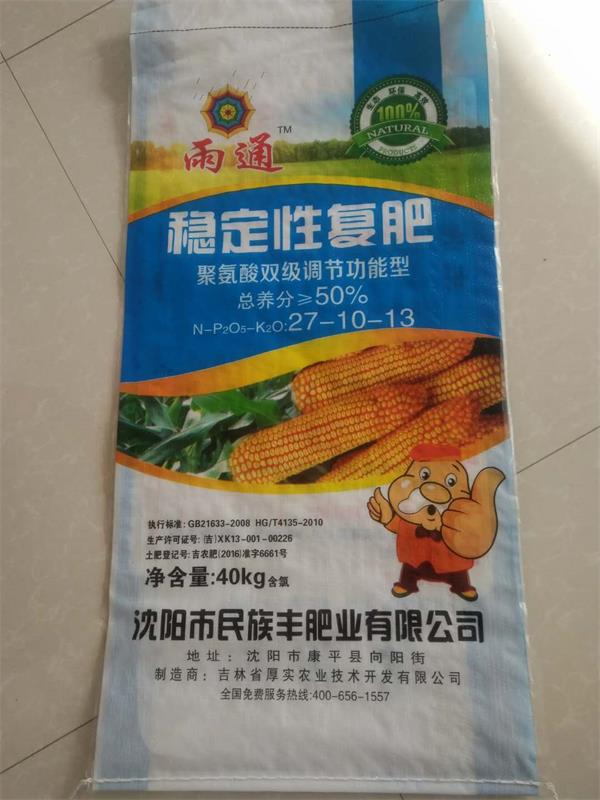 生态 环保 高效
100%
NATURAL
PRODUCTS
雨通 TM
稳定性复肥
聚氨酸双级调节功能型
总养分≥50%
N-P2O5-K2O:27-10-13
执行标准: GB21633-2008 HG/T4135-2010
生产许可证号: (吉)XK13-001-00226
土肥登记号: 吉农肥(2016)准字6661号
净含量:40kg含氯
沈阳市民族丰肥业有限公司
地址: 沈阳市康平县向阳街
制造商: 吉林省厚实农业技术开发有限公司
全国免费服务热线:400-656-1557